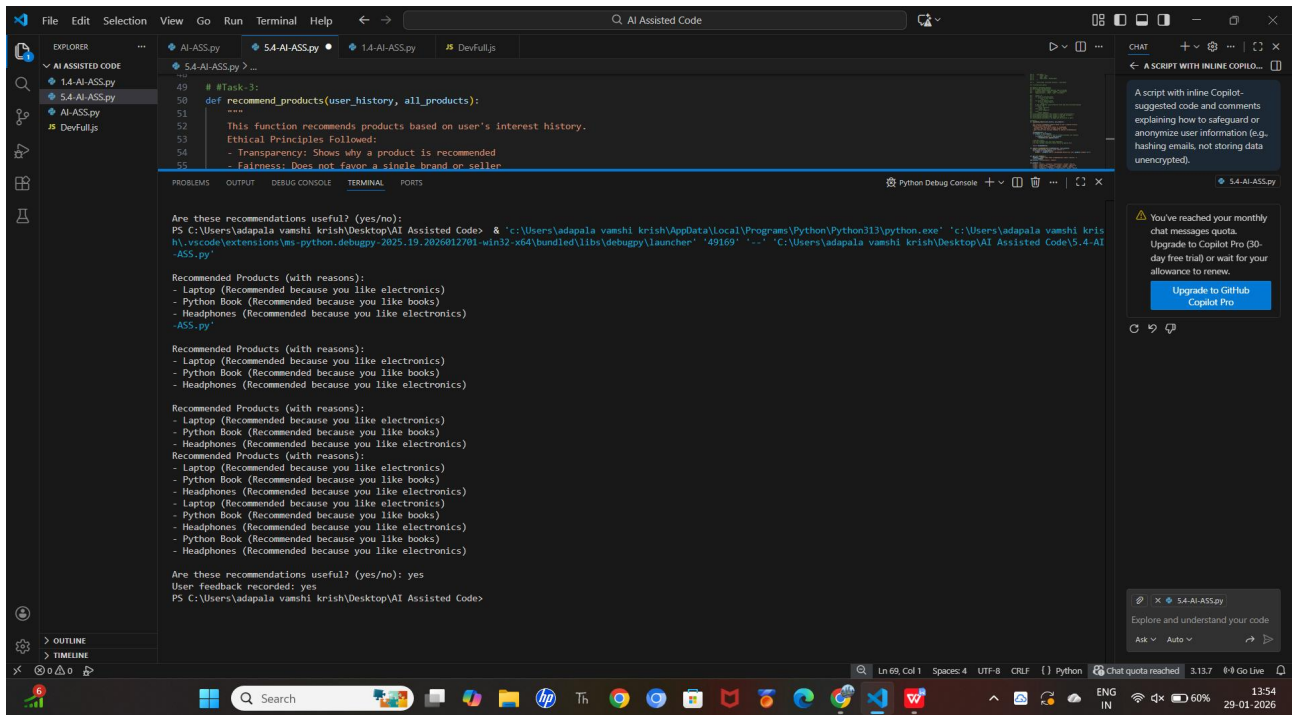 File Edit Selection View Go Run Terminal Help
AI Assisted Code
EXPLORER
AI ASSISTED CODE
1.4-AI-ASS.py
5.4-AI-ASS.py
AI-ASS.py
JS DevFull.js
OUTLINE
TIMELINE
AI-ASS.py
5.4-AI-ASS.py
1.4-AI-ASS.py
JS DevFull.js
5.4-AI-ASS.py > ...
49 # #Task-3:
50 def recommend_products(user_history, all_products):
51 """
52 This function recommends products based on user's interest history.
53 Ethical Principles Followed:
54 - Transparency: Shows why a product is recommended
55 - Fairness: Does not favor a single brand or seller
PROBLEMS OUTPUT DEBUG CONSOLE TERMINAL PORTS
Python Debug Console
Are these recommendations useful? (yes/no):
PS C:\Users\adapala vamshi krish\Desktop\AI Assisted Code> & 'c:\Users\adapala vamshi krish\AppData\Local\Programs\Python\Python313\python.exe' 'c:\Users\adapala vamshi kris
h\.vscode\extensions\ms-python.debugpy-2025.19.2026012701-win32-x64\bundled\libs\debugpy\launcher' '49169' '--' 'C:\Users\adapala vamshi krish\Desktop\AI Assisted Code\5.4-AI
-ASS.py'
Recommended Products (with reasons):
- Laptop (Recommended because you like electronics)
- Python Book (Recommended because you like books)
- Headphones (Recommended because you like electronics)
-ASS.py'
Recommended Products (with reasons):
- Laptop (Recommended because you like electronics)
- Python Book (Recommended because you like books)
- Headphones (Recommended because you like electronics)
Recommended Products (with reasons):
- Laptop (Recommended because you like electronics)
- Python Book (Recommended because you like books)
- Headphones (Recommended because you like electronics)
Recommended Products (with reasons):
- Laptop (Recommended because you like electronics)
- Python Book (Recommended because you like books)
- Headphones (Recommended because you like electronics)
- Laptop (Recommended because you like electronics)
- Python Book (Recommended because you like books)
- Headphones (Recommended because you like electronics)
- Python Book (Recommended because you like books)
- Headphones (Recommended because you like electronics)
Are these recommendations useful? (yes/no): yes
User feedback recorded: yes
PS C:\Users\adapala vamshi krish\Desktop\AI Assisted Code>
CHAT
A SCRIPT WITH INLINE COPILO...
A script with inline Copilot-
suggested code and comments
explaining how to safeguard or
anonymize user information (e.g.,
hashing emails, not storing data
unencrypted).
5.4-AI-ASS.py
You've reached your monthly
chat messages quota.
Upgrade to Copilot Pro (30-
day free trial) or wait for your
allowance to renew.
Upgrade to GitHub
Copilot Pro
5.4-AI-ASS.py
Explore and understand your code
Ask Auto
0 0 Ln 69, Col 1 Spaces: 4 UTF-8 CRLF {} Python Chat quota reached 3.13.7 Go Live
6 Search hp Th ENG 60% 13:54
IN 29-01-2026